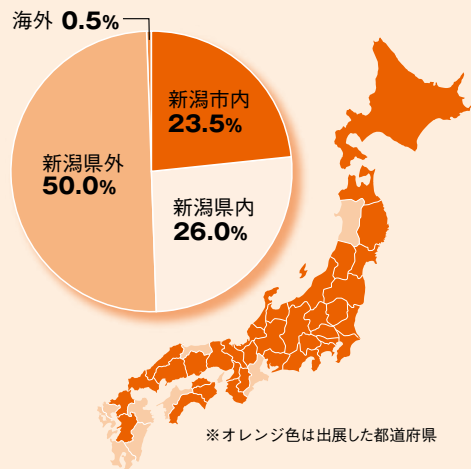 海外 0.5%
新潟市内
23.5%
新潟県外
50.0%
新潟県内
26.0%
※オレンジ色は出展した都道府県